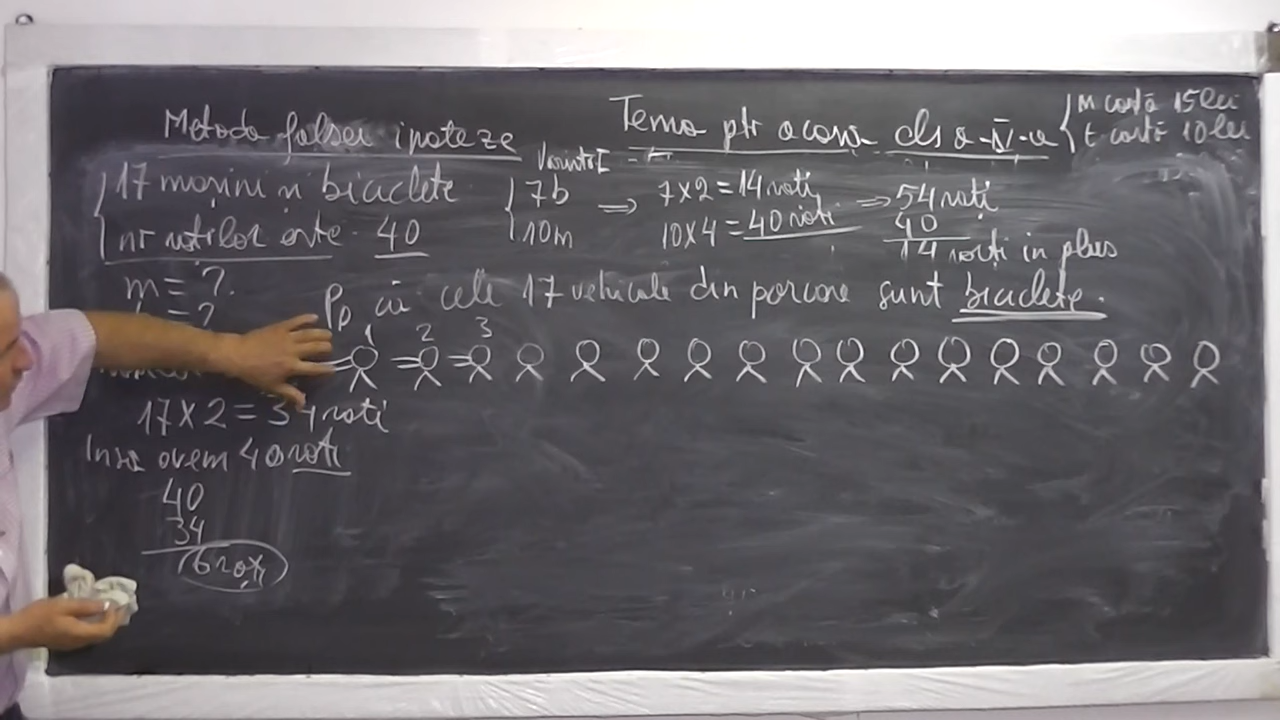 Metoda falsei ipoteze
17 mașini și biciclete
nr roților este 40
m = ?
b = ?
17 x 2 = 34 roți
Însă avem 40 roți
40
34
6 roți
Tema ptr acasă cls a-IV-a
M costă 15 lei
C costă 10 lei
Varianta I
7b
10m
⇒
7 x 2 = 14 roți
10 x 4 = 40 roți
⇒ 54 roți
40
14 roți în plus
Pp că cele 17 vehicule din parcare sunt biciclete.
1 2 3